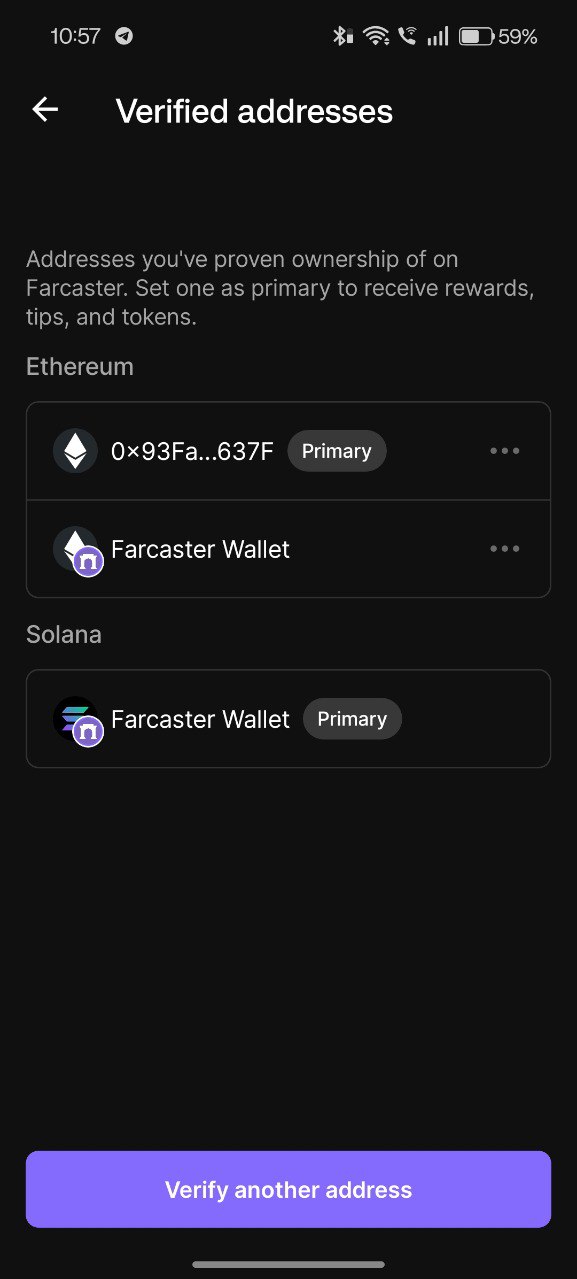 10:57 59%
Verified addresses
Addresses you've proven ownership of on
Farcaster. Set one as primary to receive rewards,
tips, and tokens.
Ethereum
0×93Fa...637F Primary
Farcaster Wallet
Solana
Farcaster Wallet Primary
Verify another address